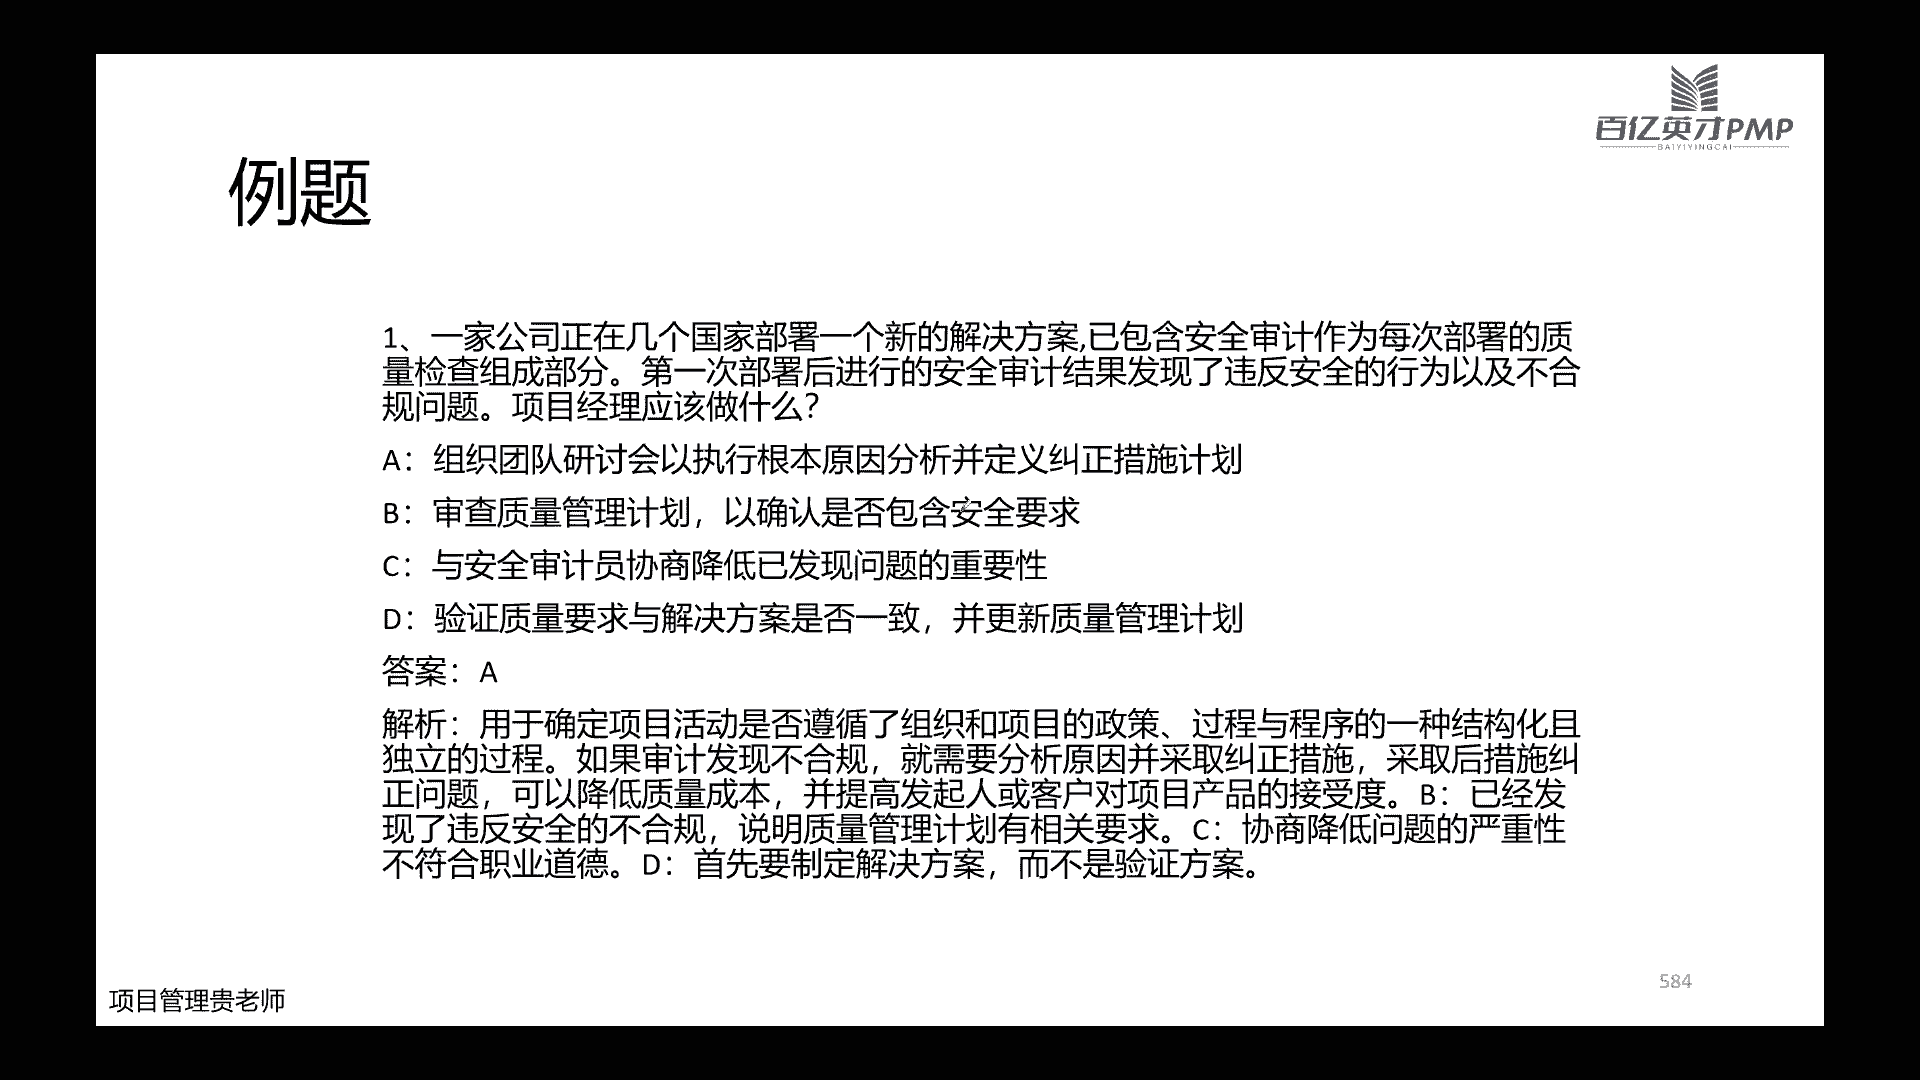 百亿英才PMP
BAIYIYINGCAI
例题
1、一家公司正在几个国家部署一个新的解决方案,已包含安全审计作为每次部署的质
量检查组成部分。第一次部署后进行的安全审计结果发现了违反安全的行为以及不合
规问题。项目经理应该做什么?
A：组织团队研讨会以执行根本原因分析并定义纠正措施计划
B：审查质量管理计划，以确认是否包含安全要求
C：与安全审计员协商降低已发现问题的重要性
D：验证质量要求与解决方案是否一致，并更新质量管理计划
答案：A
解析：用于确定项目活动是否遵循了组织和项目的政策、过程与程序的一种结构化且
独立的过程。如果审计发现不合规，就需要分析原因并采取纠正措施，采取后措施纠
正问题，可以降低质量成本，并提高发起人或客户对项目产品的接受度。B：已经发
现了违反安全的不合规，说明质量管理计划有相关要求。C：协商降低问题的严重性
不符合职业道德。D：首先要制定解决方案，而不是验证方案。
584
项目管理贵老师